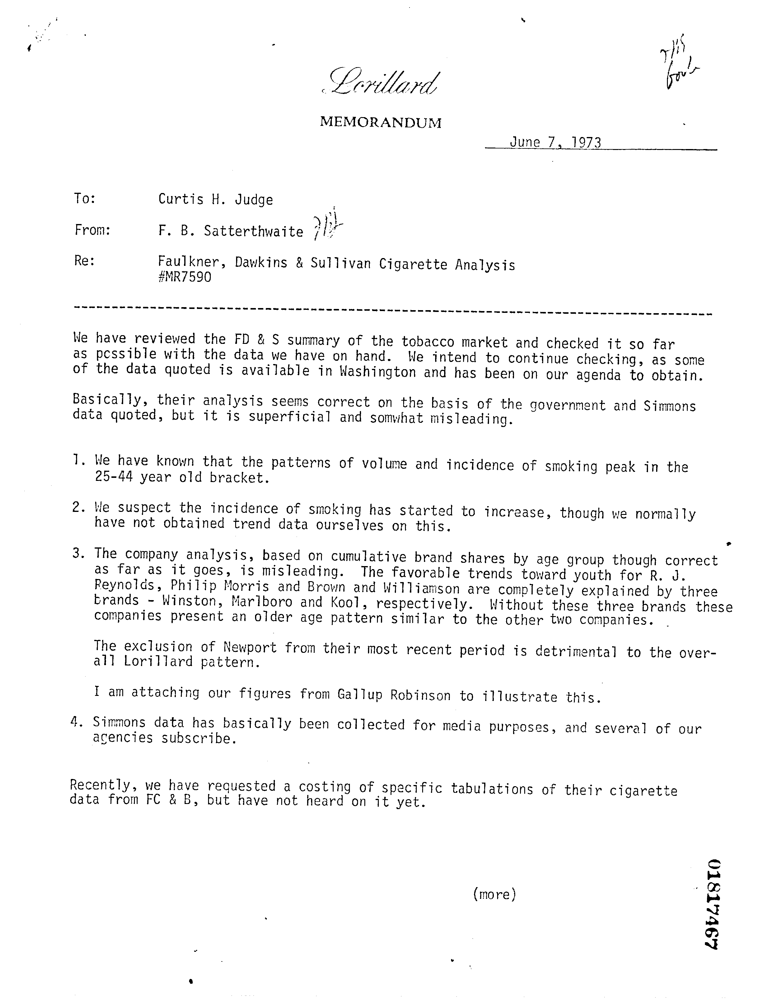 Lorillard
MEMORANDUM
June 7, 1973
To: Curtis H. Judge
From: F. B. Satterthwaite
Re: Faulkner, Dawkins & Sullivan Cigarette Analysis
#MR7590
We have reviewed the FD & S summary of the tobacco market and checked it so far
as possible with the data we have on hand. We intend to continue checking, as some
of the data quoted is available in Washington and has been on our agenda to obtain.
Basically, their analysis seems correct on the basis of the government and Simmons
data quoted, but it is superficial and somwhat misleading.
1. We have known that the patterns of volume and incidence of smoking peak in the
25-44 year old bracket.
2. We suspect the incidence of smoking has started to increase, though we normally
have not obtained trend data ourselves on this.
3. The company analysis, based on cumulative brand shares by age group though correct
as far as it goes, is misleading. The favorable trends toward youth for R. J.
Reynolds, Philip Morris and Brown and Williamson are completely explained by three
brands - Winston, Marlboro and Kool, respectively. Without these three brands these
companies present an older age pattern similar to the other two companies.
The exclusion of Newport from their most recent period is detrimental to the over-
all Lorillard pattern.
I am attaching our figures from Gallup Robinson to illustrate this.
4. Simmons data has basically been collected for media purposes, and several of our
agencies subscribe.
Recently, we have requested a costing of specific tabulations of their cigarette
data from FC & B, but have not heard on it yet.
(more)
01817467